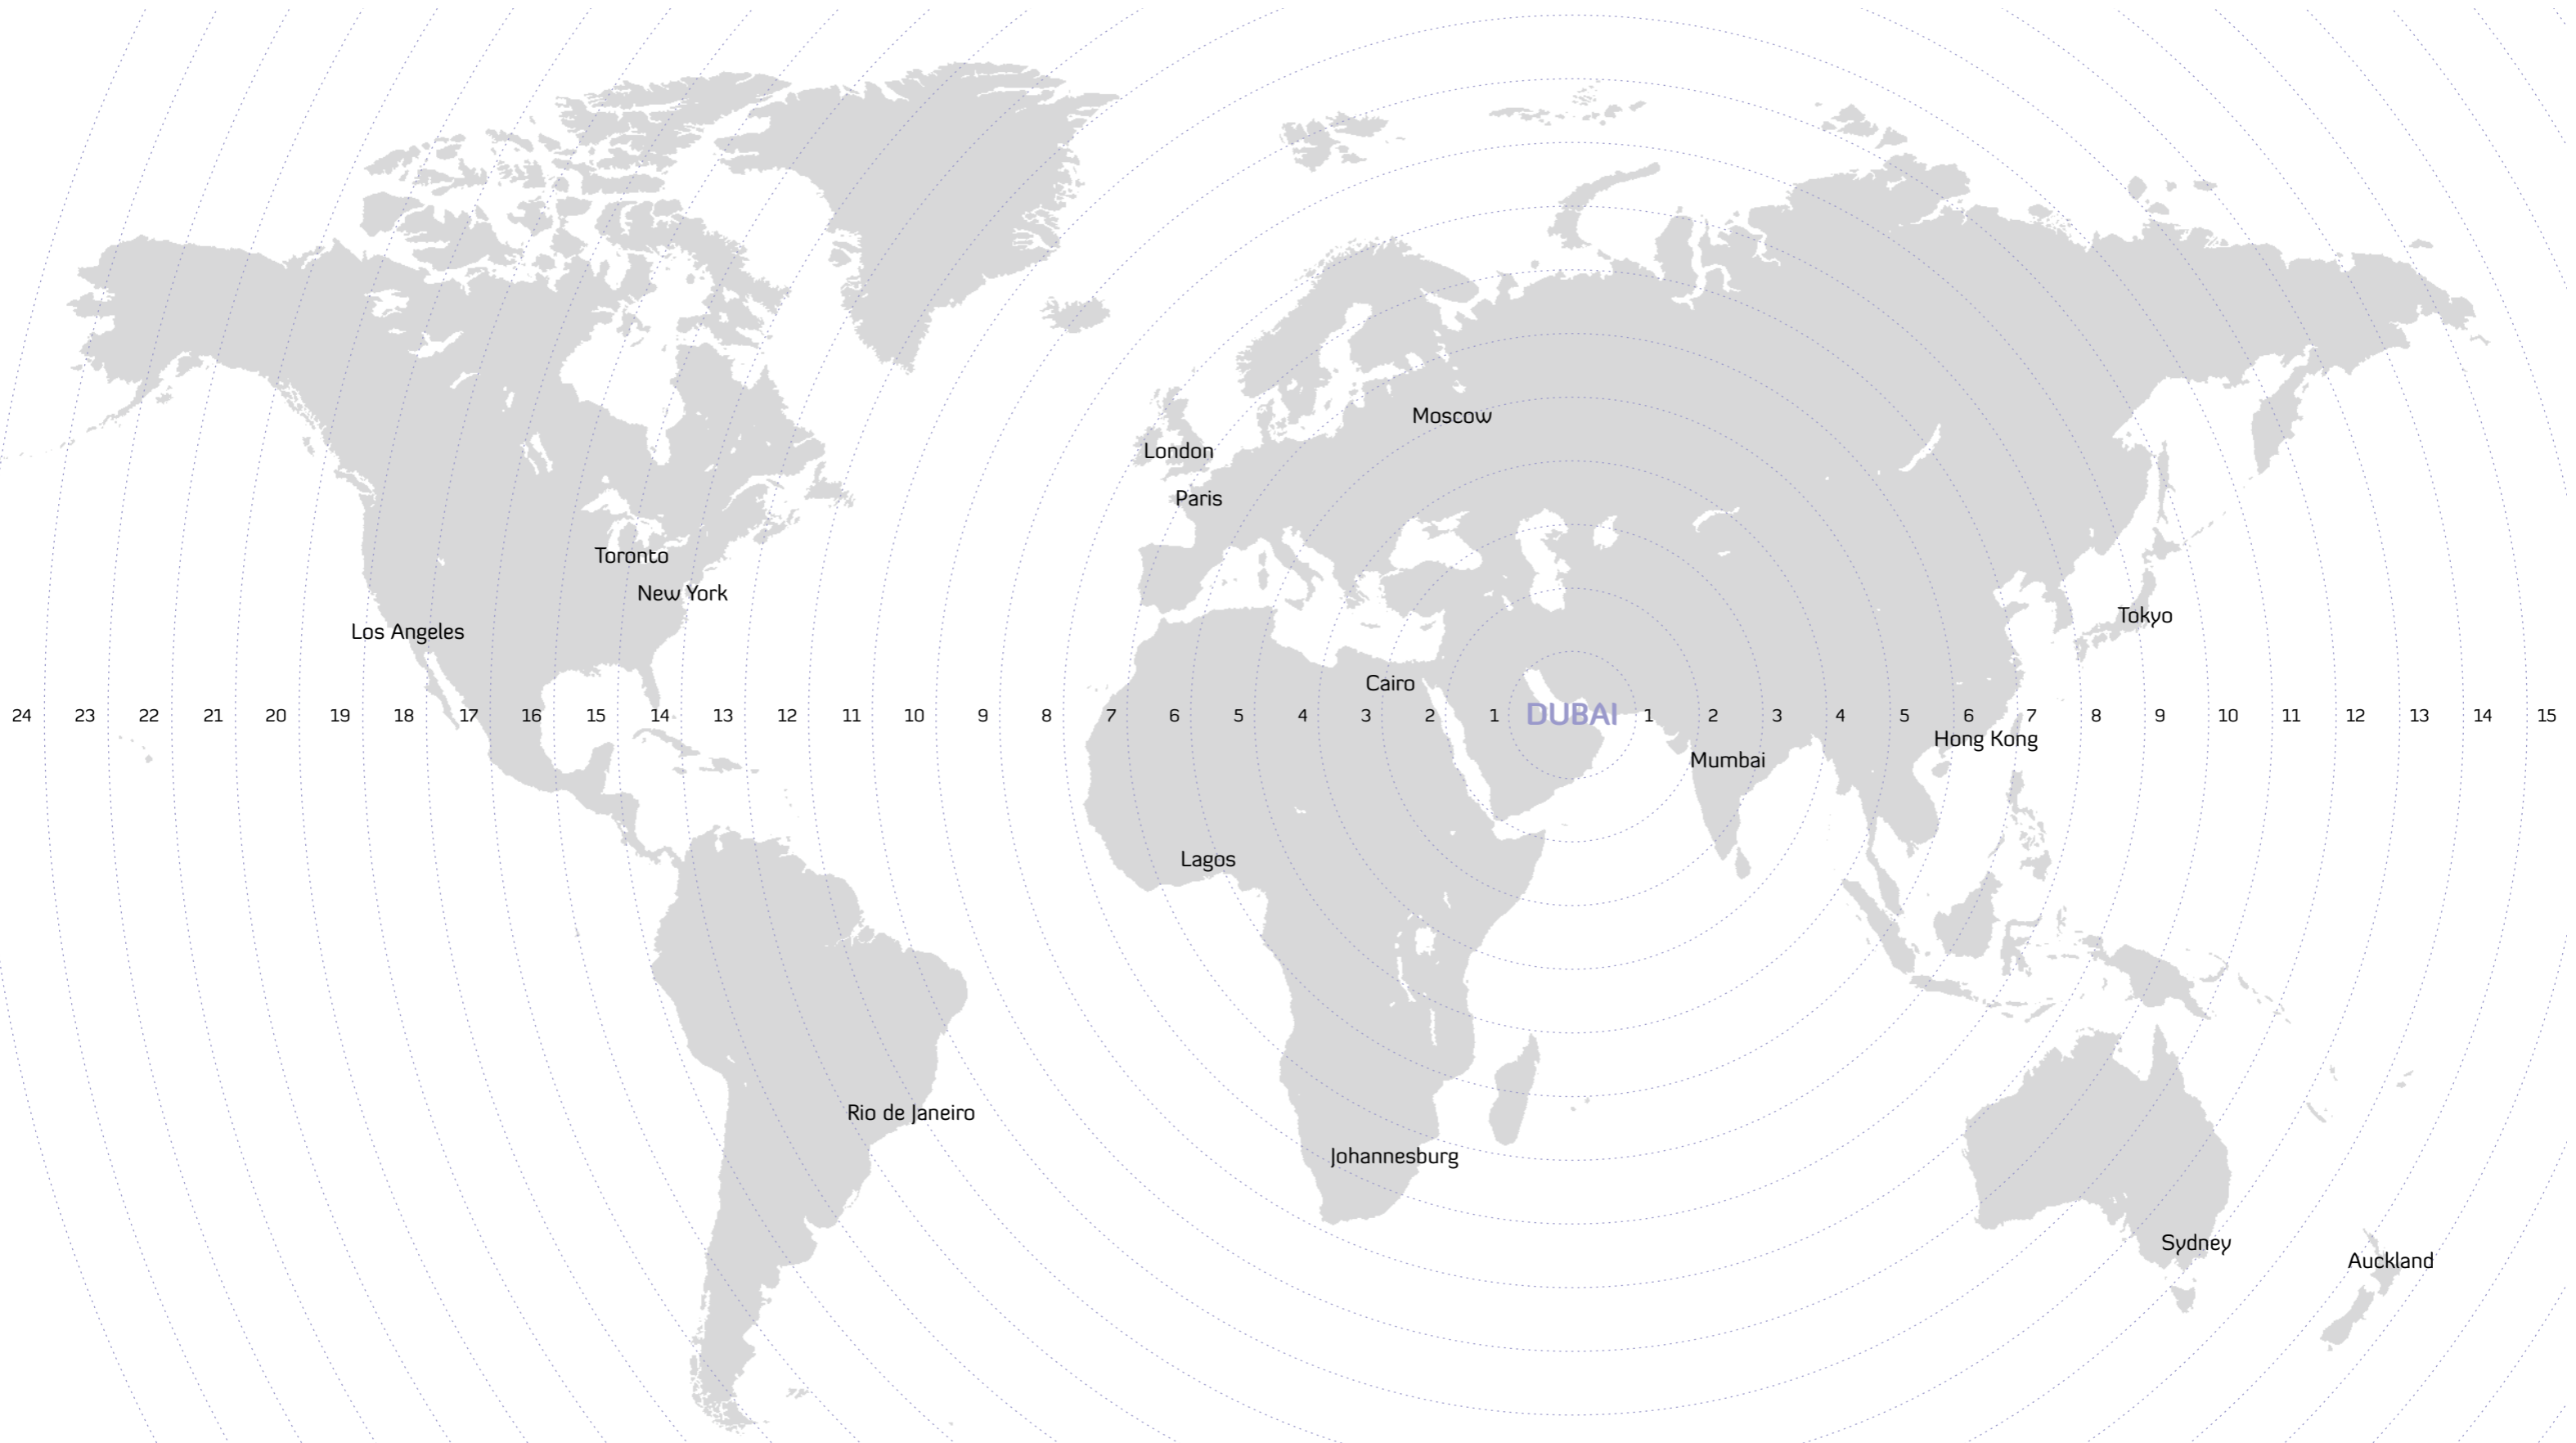 Moscow
London
Paris
Toronto
New York
Tokyo
Los Angeles
Cairo
24 23 22 21 20 19 18 17 16 15 14 13 12 11 10 9 8 7 6 5 4 3 2 1 DUBAI 1 2 3 4 5 6 7 8 9 10 11 12 13 14 15
Hong Kong
Mumbai
Lagos
Rio de Janeiro
Johannesburg
Sydney
Auckland